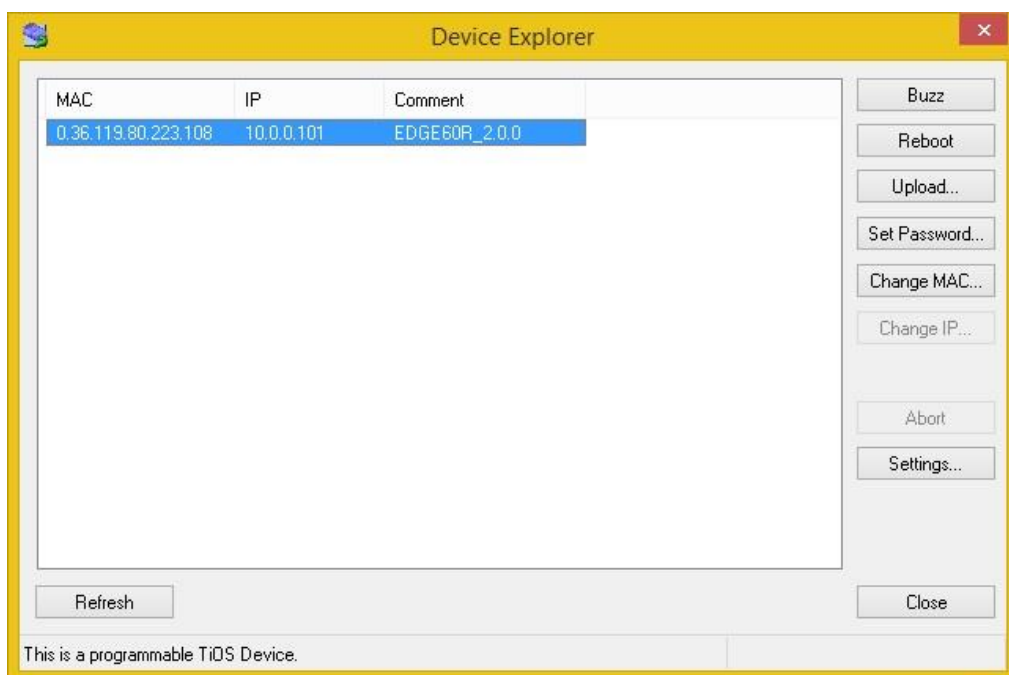 Device Explorer
MAC IP Comment
0.36.119.80.223.108 10.0.0.101 EDGE60R_2.0.0
Buzz
Reboot
Upload...
Set Password...
Change MAC...
Change IP...
Abort
Settings...
Refresh
Close
This is a programmable TiOS Device.